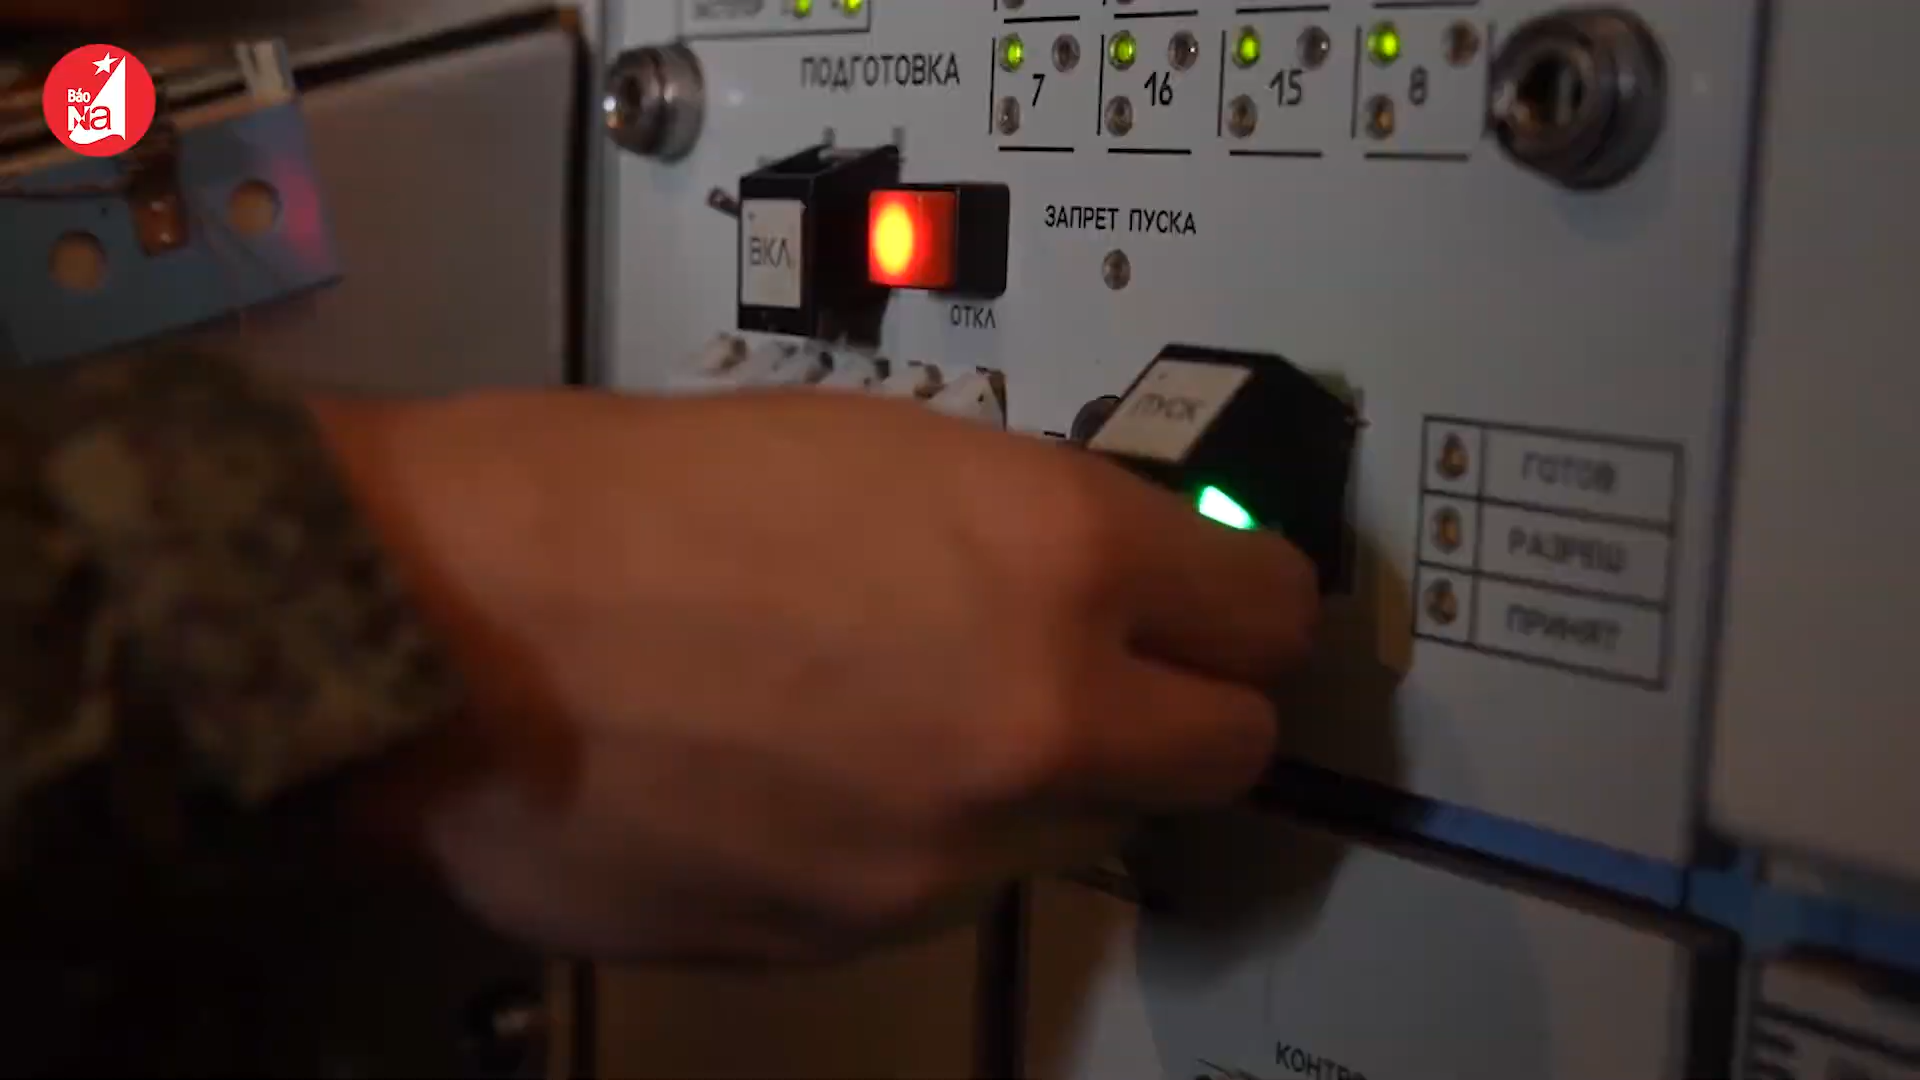 Báo
Na
ПОДГОТОВКА
7 16 15 8
ЗАПРЕТ ПУСКА
ВКЛ
ОТКЛ
ПУСК
ГОТОВ
РАЗРЕШ
ПРИНЯТ